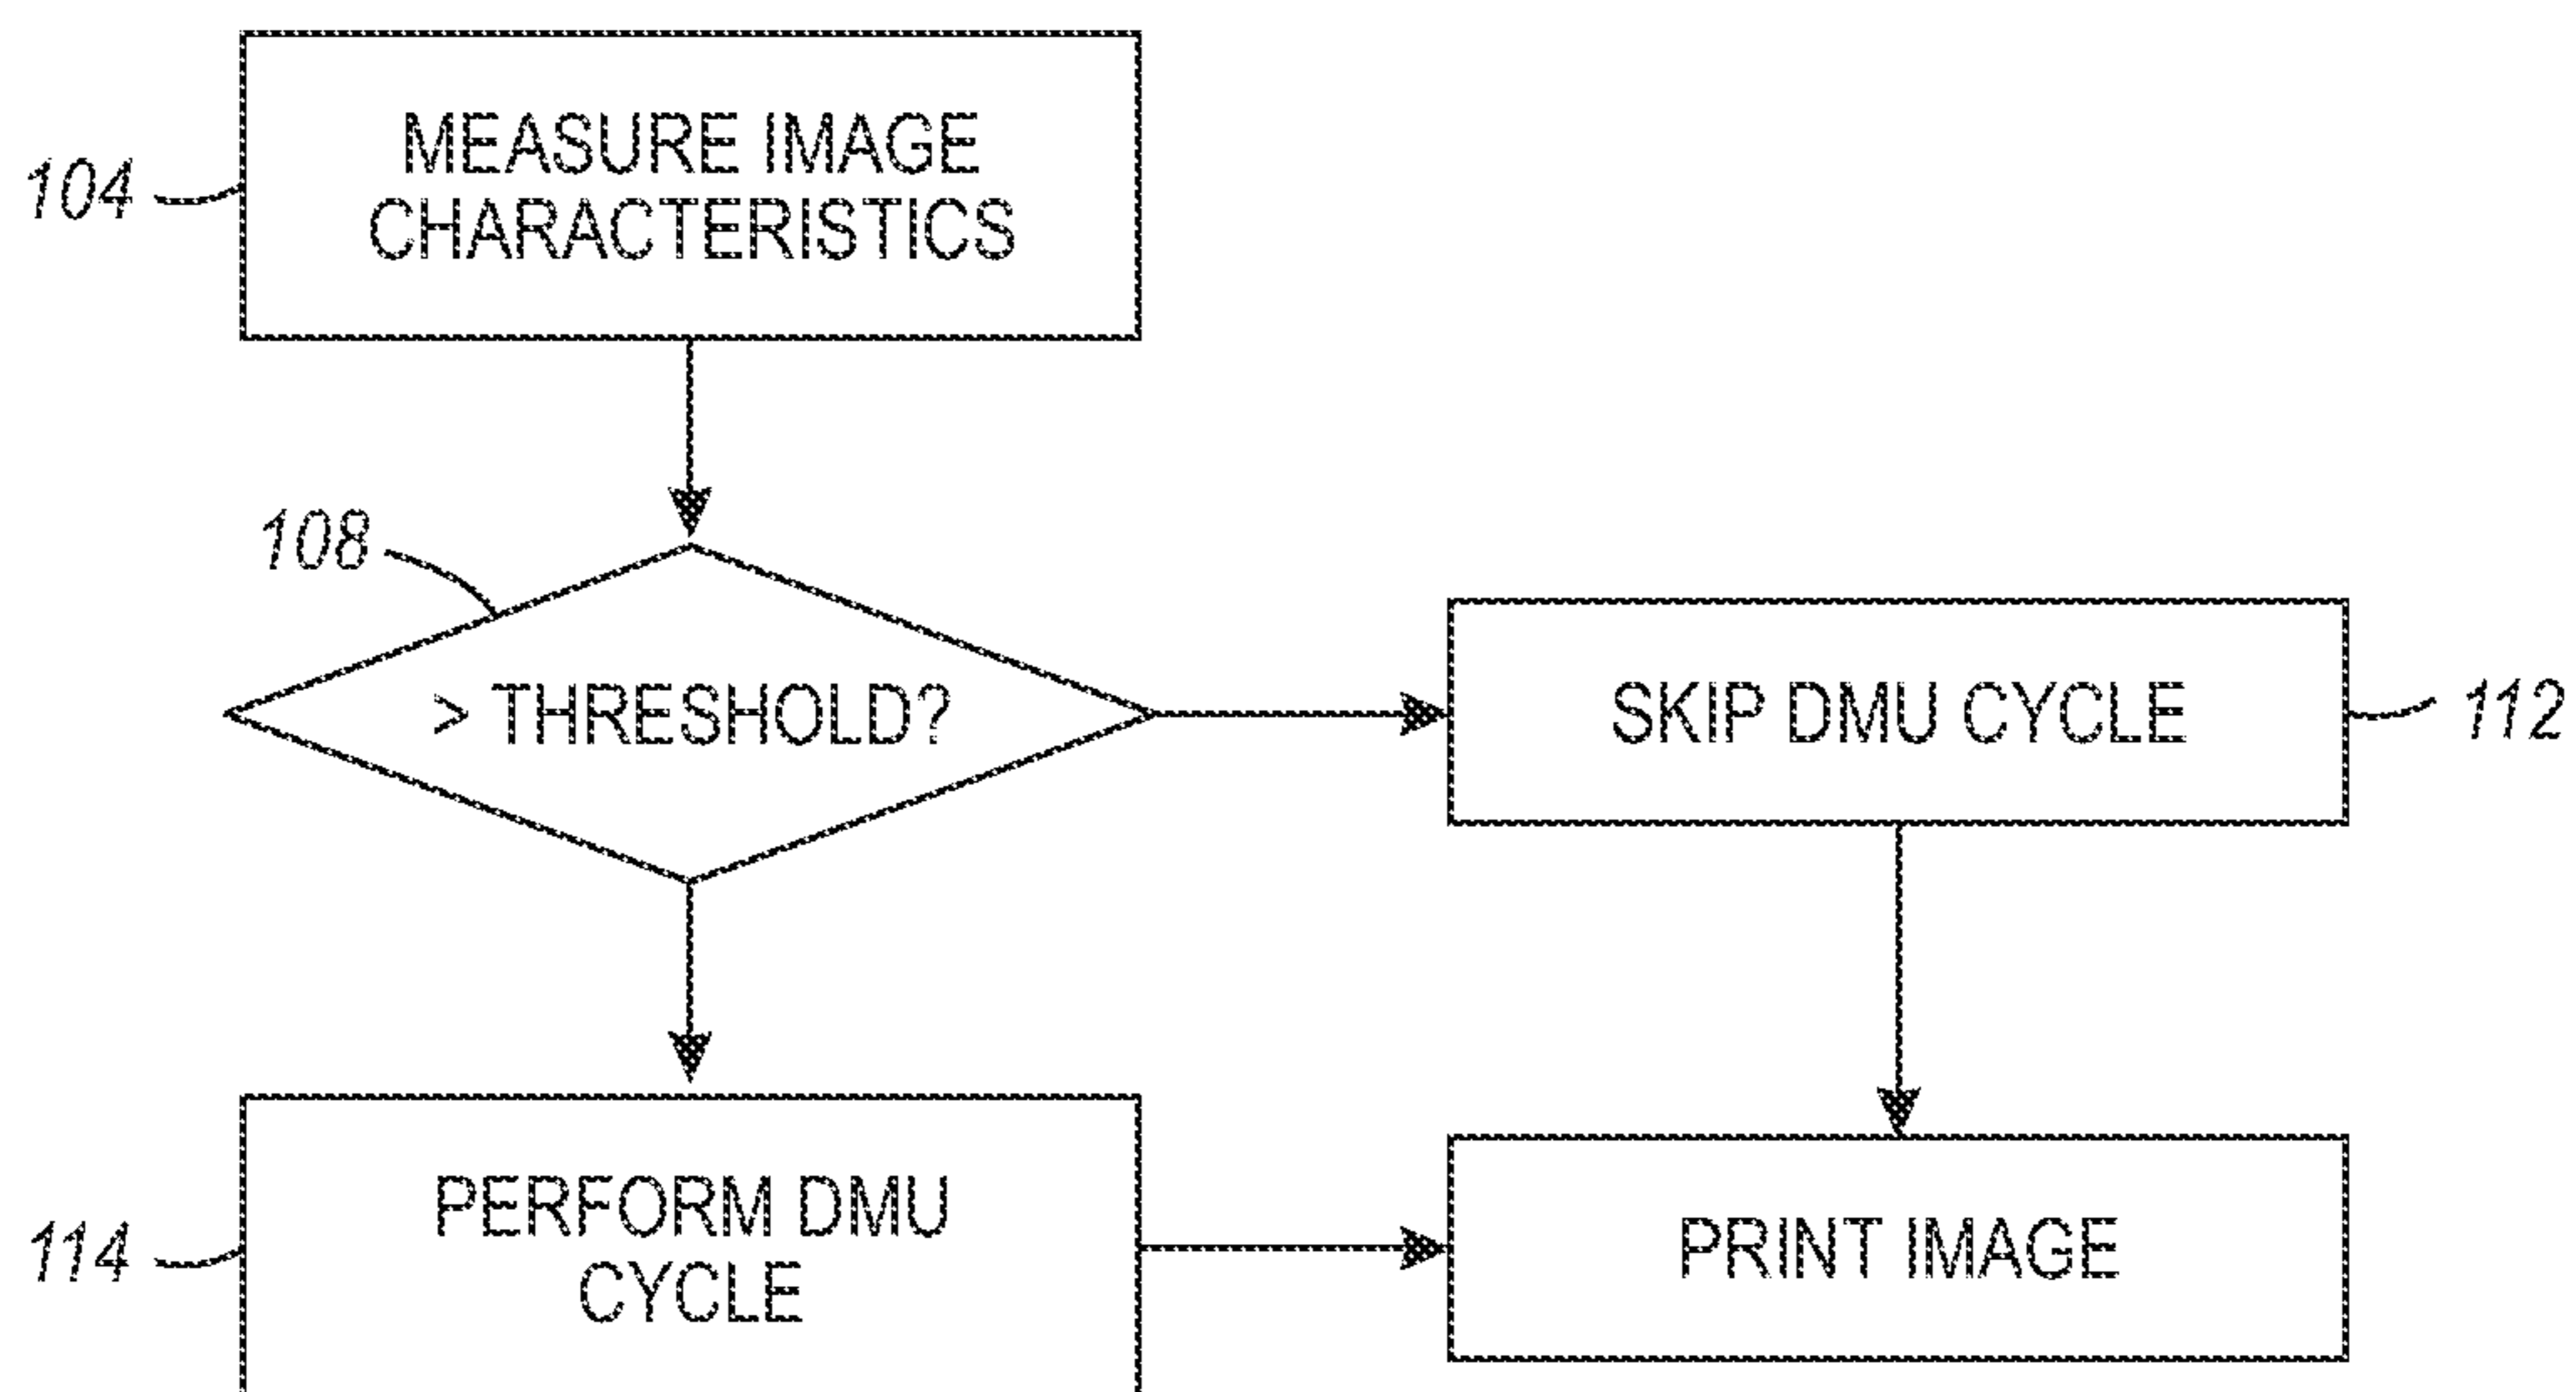 104
MEASURE IMAGE
CHARACTERISTICS
108
> THRESHOLD?
SKIP DMU CYCLE
112
114
PERFORM DMU
CYCLE
PRINT IMAGE